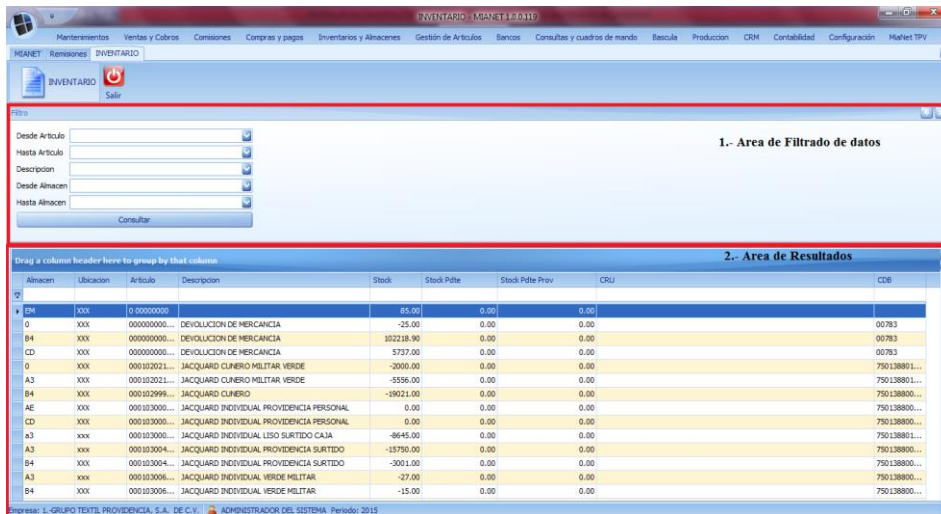 INVENTARIO - MIANET 1.0.0.119
Mantenimientos Ventas y Cobros Comisiones Compras y pagos Inventarios y Almacenes Gestión de Articulos Bancos Consultas y cuadros de mando Bascula Produccion CRM Contabilidad Configuración MiaNet TPV
MIANET Remisiones INVENTARIO
INVENTARIO
Salir
Filtro
Desde Articulo
1.- Area de Filtrado de datos
Hasta Articulo
Descripcion
Desde Almacen
Hasta Almacen
Consultar
Drag a column header here to group by that column
2.- Area de Resultados
Almacen Ubicacion Articulo Descripcion Stock Stock Pdte Stock Pdte Prov CRU CDB
EM XXX 0 00000000 85.00 0.00 0.00
0 XXX 000000000... DEVOLUCION DE MERCANCIA -25.00 0.00 0.00 00783
B4 XXX 000000000... DEVOLUCION DE MERCANCIA 102218.90 0.00 0.00 00783
CD XXX 000000000... DEVOLUCION DE MERCANCIA 5737.00 0.00 0.00 00783
0 XXX 000102021... JACQUARD CUNERO MILITAR VERDE -2000.00 0.00 0.00 750138801...
A3 XXX 000102021... JACQUARD CUNERO MILITAR VERDE -5556.00 0.00 0.00 750138801...
B4 XXX 000102999... JACQUARD CUNERO -19021.00 0.00 0.00 750138800...
AE XXX 000103000... JACQUARD INDIVIDUAL PROVIDENCIA PERSONAL 0.00 0.00 0.00 750138800...
CD XXX 000103000... JACQUARD INDIVIDUAL PROVIDENCIA PERSONAL 0.00 0.00 0.00 750138800...
a3 xxx 000103000... JACQUARD INDIVIDUAL LISO SURTIDO CAJA -8645.00 0.00 0.00 750138801...
A3 xxx 000103004... JACQUARD INDIVIDUAL PROVIDENCIA SURTIDO -15750.00 0.00 0.00 750138800...
B4 XXX 000103004... JACQUARD INDIVIDUAL PROVIDENCIA SURTIDO -3001.00 0.00 0.00 750138800...
A3 xxx 000103006... JACQUARD INDIVIDUAL VERDE MILITAR -27.00 0.00 0.00 750138800...
B4 XXX 000103006... JACQUARD INDIVIDUAL VERDE MILITAR -15.00 0.00 0.00 750138800...
Empresa: 1.-GRUPO TEXTIL PROVIDENCIA, S.A. DE C.V. ADMINISTRADOR DEL SISTEMA Periodo: 2015